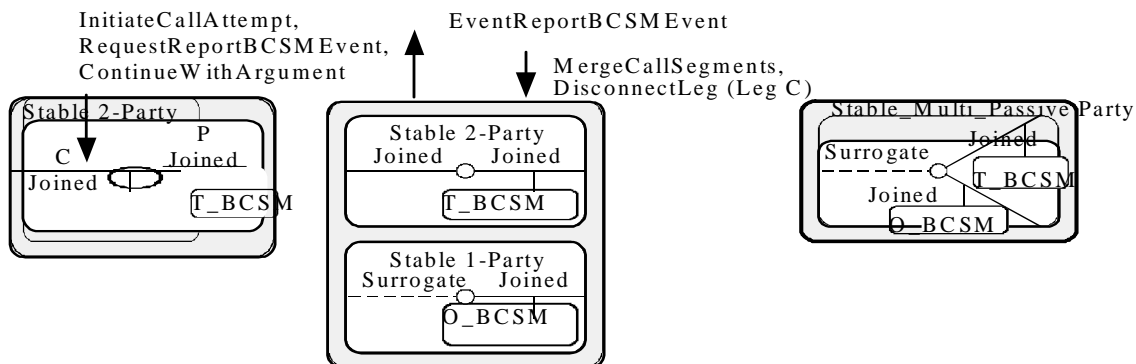 InitiateCallAttempt,
RequestReportBCSMEvent,
ContinueWithArgument
EventReportBCSMEvent
MergeCallSegments,
DisconnectLeg (Leg C)
Stable 2-Party
P
C
Joined
Joined
T_BCSM
Stable 2-Party
Joined Joined
T_BCSM
Stable 1-Party
Surrogate Joined
O_BCSM
Stable_Multi_Passive Party
Joined
Surrogate
T_BCSM
Joined
O_BCSM